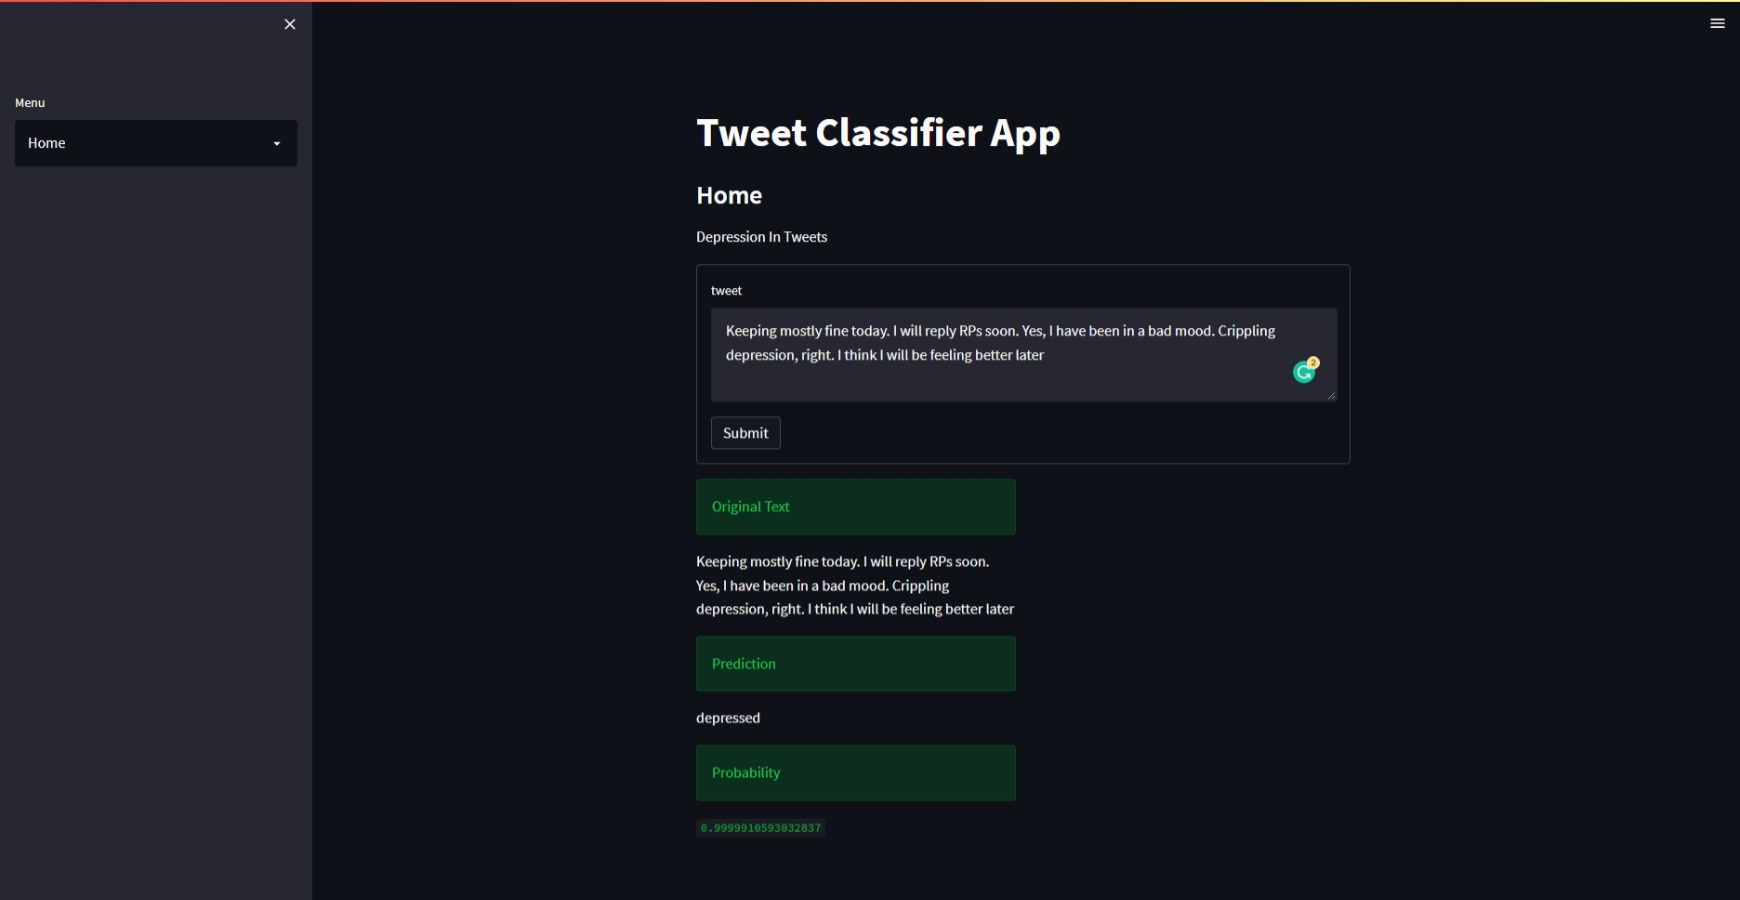 Menu
Home
Tweet Classifier App
Home
Depression In Tweets
tweet
Keeping mostly fine today. I will reply RPs soon. Yes, I have been in a bad mood. Crippling
depression, right. I think I will be feeling better later
2
Submit
Original Text
Keeping mostly fine today. I will reply RPs soon.
Yes, I have been in a bad mood. Crippling
depression, right. I think I will be feeling better later
Prediction
depressed
Probability
0.9999910593032837